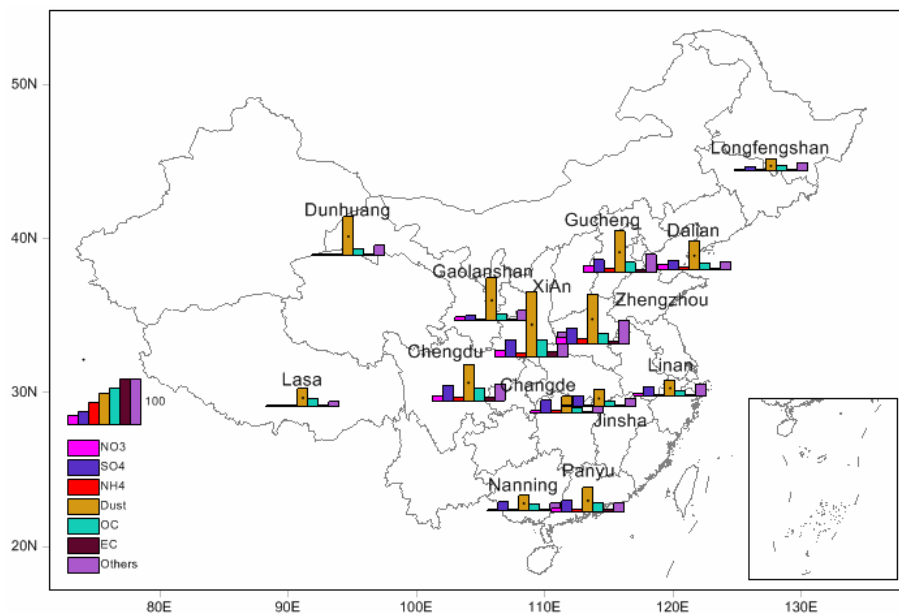 50N
Longfengshan
Dunhuang
Gucheng
Dalian
40N
Gaolanshan
XiAn
Zhengzhou
Chengdu
Lasa
Changde
Linan
30N
100
Jinsha
NO3
SO4
NH4
Dust
OC
EC
Others
Nanning
Panyu
20N
80E 90E 100E 110E 120E 130E